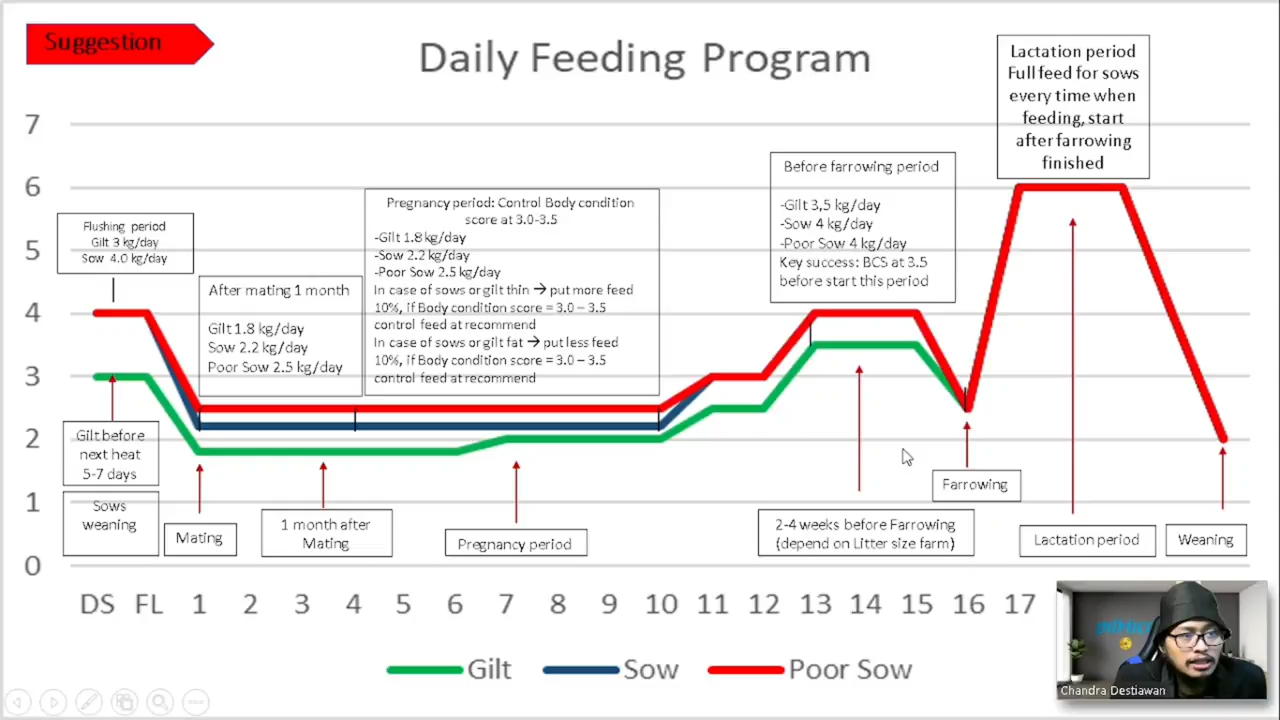 Suggestion
Daily Feeding Program
Lactation period
Full feed for sows
every time when
feeding, start
after farrowing
finished
7
6
5
4
3
2
1
0
Flushing period
Gilt 3 kg/day
Sow 4.0 kg/day
After mating 1 month
Gilt 1.8 kg/day
Sow 2.2 kg/day
Poor Sow 2.5 kg/day
Pregnancy period: Control Body condition
score at 3.0-3.5
-Gilt 1.8 kg/day
-Sow 2.2 kg/day
-Poor Sow 2.5 kg/day
In case of sows or gilt thin → put more feed
10%, if Body condition score = 3.0 – 3.5
control feed at recommend
In case of sows or gilt fat → put less feed
10%, if Body condition score = 3.0 – 3.5
control feed at recommend
Before farrowing period
-Gilt 3,5 kg/day
-Sow 4 kg/day
-Poor Sow 4 kg/day
Key success: BCS at 3.5
before start this period
Gilt before
next heat
5-7 days
Sows
weaning
Mating
1 month after
Mating
Pregnancy period
2-4 weeks before Farrowing
(depend on Litter size farm)
Farrowing
Lactation period
Weaning
DS FL 1 2 3 4 5 6 7 8 9 10 11 12 13 14 15 16 17
Gilt Sow Poor Sow
Chandra Destiawan